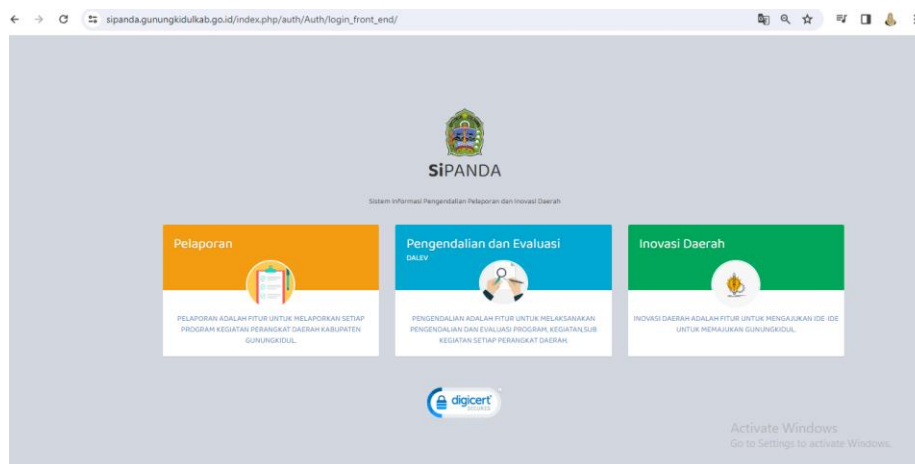 sipanda.gunungkidulkab.go.id/index.php/auth/Auth/login_front_end/
SiPANDA
Sistem Informasi Pengendalian Pelaporan dan Inovasi Daerah
Pelaporan
PELAPORAN ADALAH FITUR UNTUK MELAPORKAN SETIAP
PROGRAM KEGIATAN PERANGKAT DAERAH KABUPATEN
GUNUNGKIDUL.
Pengendalian dan Evaluasi
DALEV
PENGENDALIAN ADALAH FITUR UNTUK MELAKSANAKAN
PENGENDALIAN DAN EVALUASI PROGRAM, KEGIATAN,SUB
KEGIATAN SETIAP PERANGKAT DAERAH.
Inovasi Daerah
INOVASI DAERAH ADALAH FITUR UNTUK MENGAJUKAN IDE-IDE
UNTUK MEMAJUKAN GUNUNGKIDUL.
digicert
SECURED
Activate Windows
Go to Settings to activate Windows.